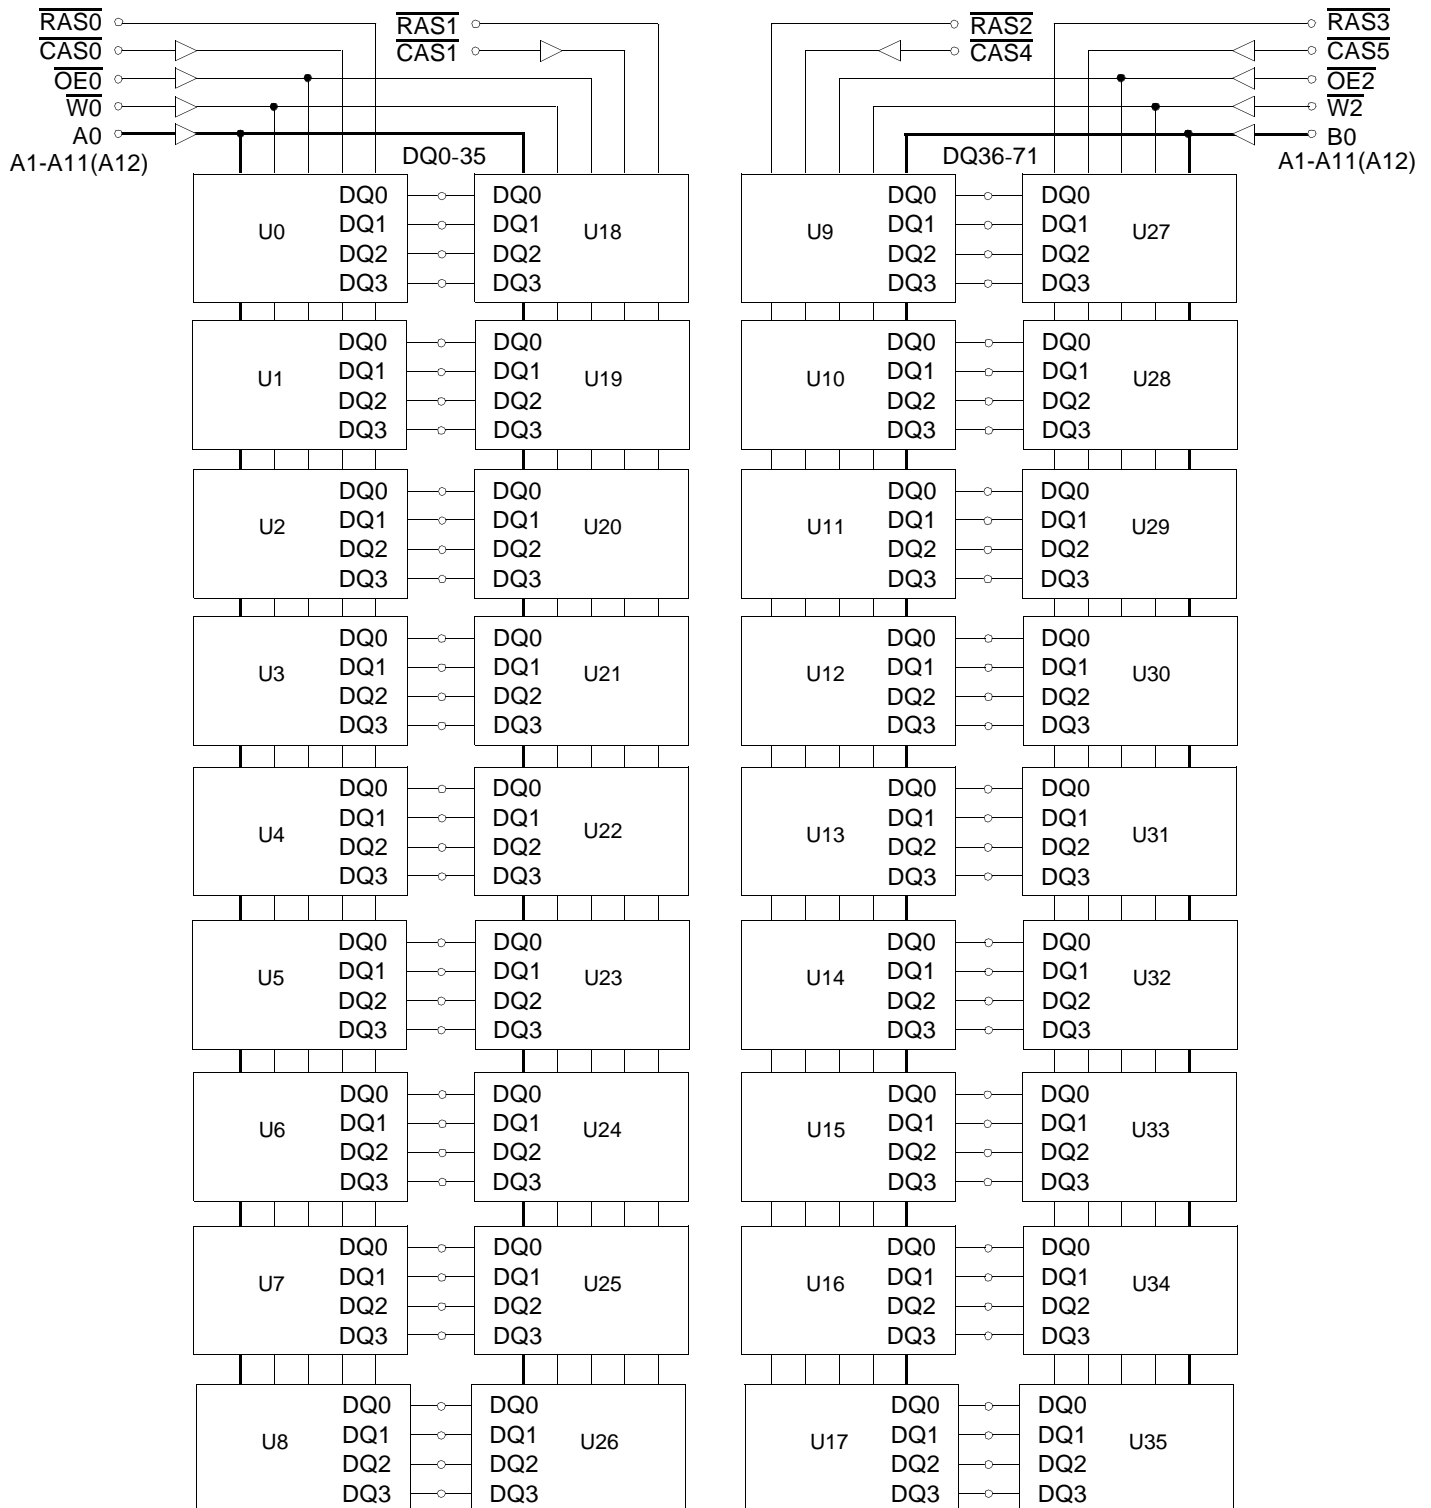 RAS0 RAS1 RAS2 RAS3
CAS0 CAS1 CAS4 CAS5
OE0 OE2
W0 W2
A0 B0
A1-A11(A12) DQ0-35 DQ36-71 A1-A11(A12)
DQ0 DQ0 DQ0 DQ0
DQ1 DQ1 DQ1 DQ1
U0 U18 U9 U27
DQ2 DQ2 DQ2 DQ2
DQ3 DQ3 DQ3 DQ3
DQ0 DQ0 DQ0 DQ0
DQ1 DQ1 DQ1 DQ1
U1 U19 U10 U28
DQ2 DQ2 DQ2 DQ2
DQ3 DQ3 DQ3 DQ3
DQ0 DQ0 DQ0 DQ0
DQ1 DQ1 DQ1 DQ1
U2 U20 U11 U29
DQ2 DQ2 DQ2 DQ2
DQ3 DQ3 DQ3 DQ3
DQ0 DQ0 DQ0 DQ0
DQ1 DQ1 DQ1 DQ1
U3 U21 U12 U30
DQ2 DQ2 DQ2 DQ2
DQ3 DQ3 DQ3 DQ3
DQ0 DQ0 DQ0 DQ0
DQ1 DQ1 DQ1 DQ1
U4 U22 U13 U31
DQ2 DQ2 DQ2 DQ2
DQ3 DQ3 DQ3 DQ3
DQ0 DQ0 DQ0 DQ0
DQ1 DQ1 DQ1 DQ1
U5 U23 U14 U32
DQ2 DQ2 DQ2 DQ2
DQ3 DQ3 DQ3 DQ3
DQ0 DQ0 DQ0 DQ0
DQ1 DQ1 DQ1 DQ1
U6 U24 U15 U33
DQ2 DQ2 DQ2 DQ2
DQ3 DQ3 DQ3 DQ3
DQ0 DQ0 DQ0 DQ0
DQ1 DQ1 DQ1 DQ1
U7 U25 U16 U34
DQ2 DQ2 DQ2 DQ2
DQ3 DQ3 DQ3 DQ3
DQ0 DQ0 DQ0 DQ0
DQ1 DQ1 DQ1 DQ1
U8 U26 U17 U35
DQ2 DQ2 DQ2 DQ2
DQ3 DQ3 DQ3 DQ3